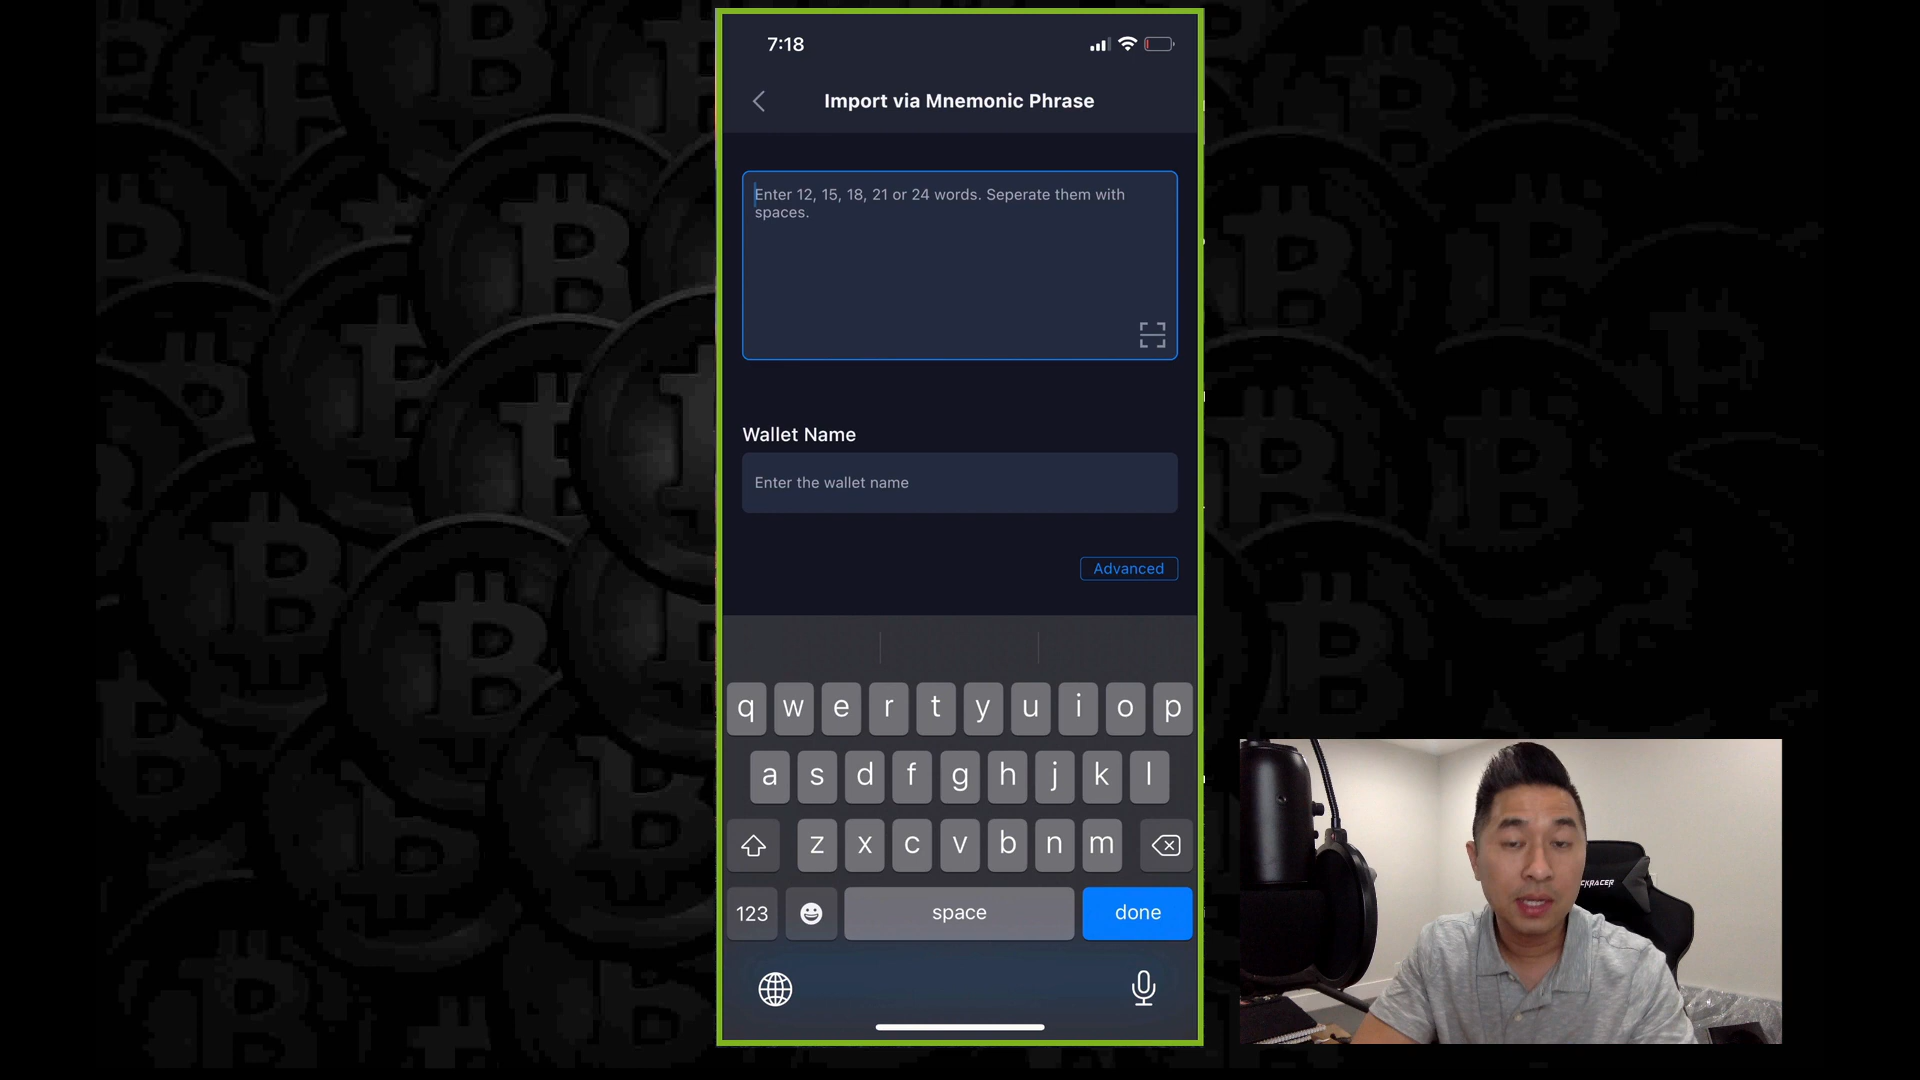 7:18
Import via Mnemonic Phrase
Enter 12, 15, 18, 21 or 24 words. Seperate them with
spaces.
Wallet Name
Enter the wallet name
Advanced
q w e r t y u i o p
a s d f g h j k l
z x c v b n m
123 space done
CKRACER